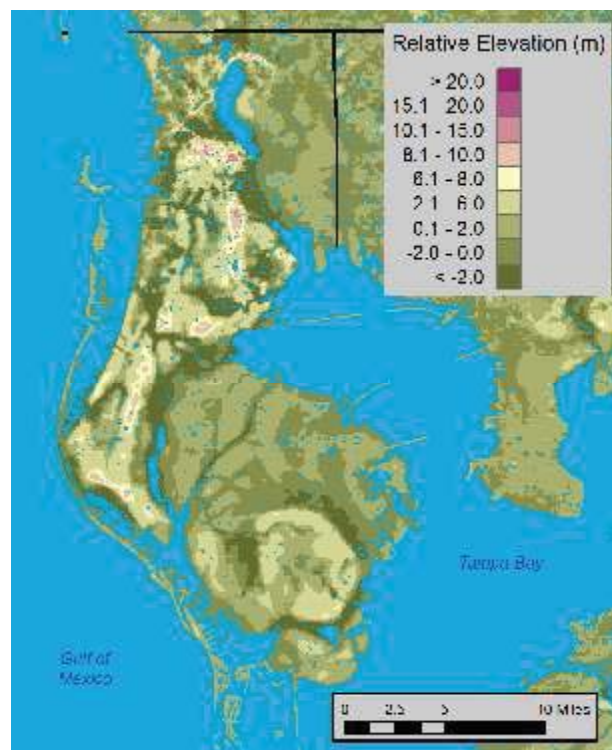 Relative Elevation (m)
> 20.0
15.1 - 20.0
10.1 - 15.0
8.1 - 10.0
6.1 - 8.0
2.1 - 6.0
0.1 - 2.0
-2.0 - 0.0
< -2.0
Tampa Bay
Gulf of
Mexico
0 2.5 5 10 Miles